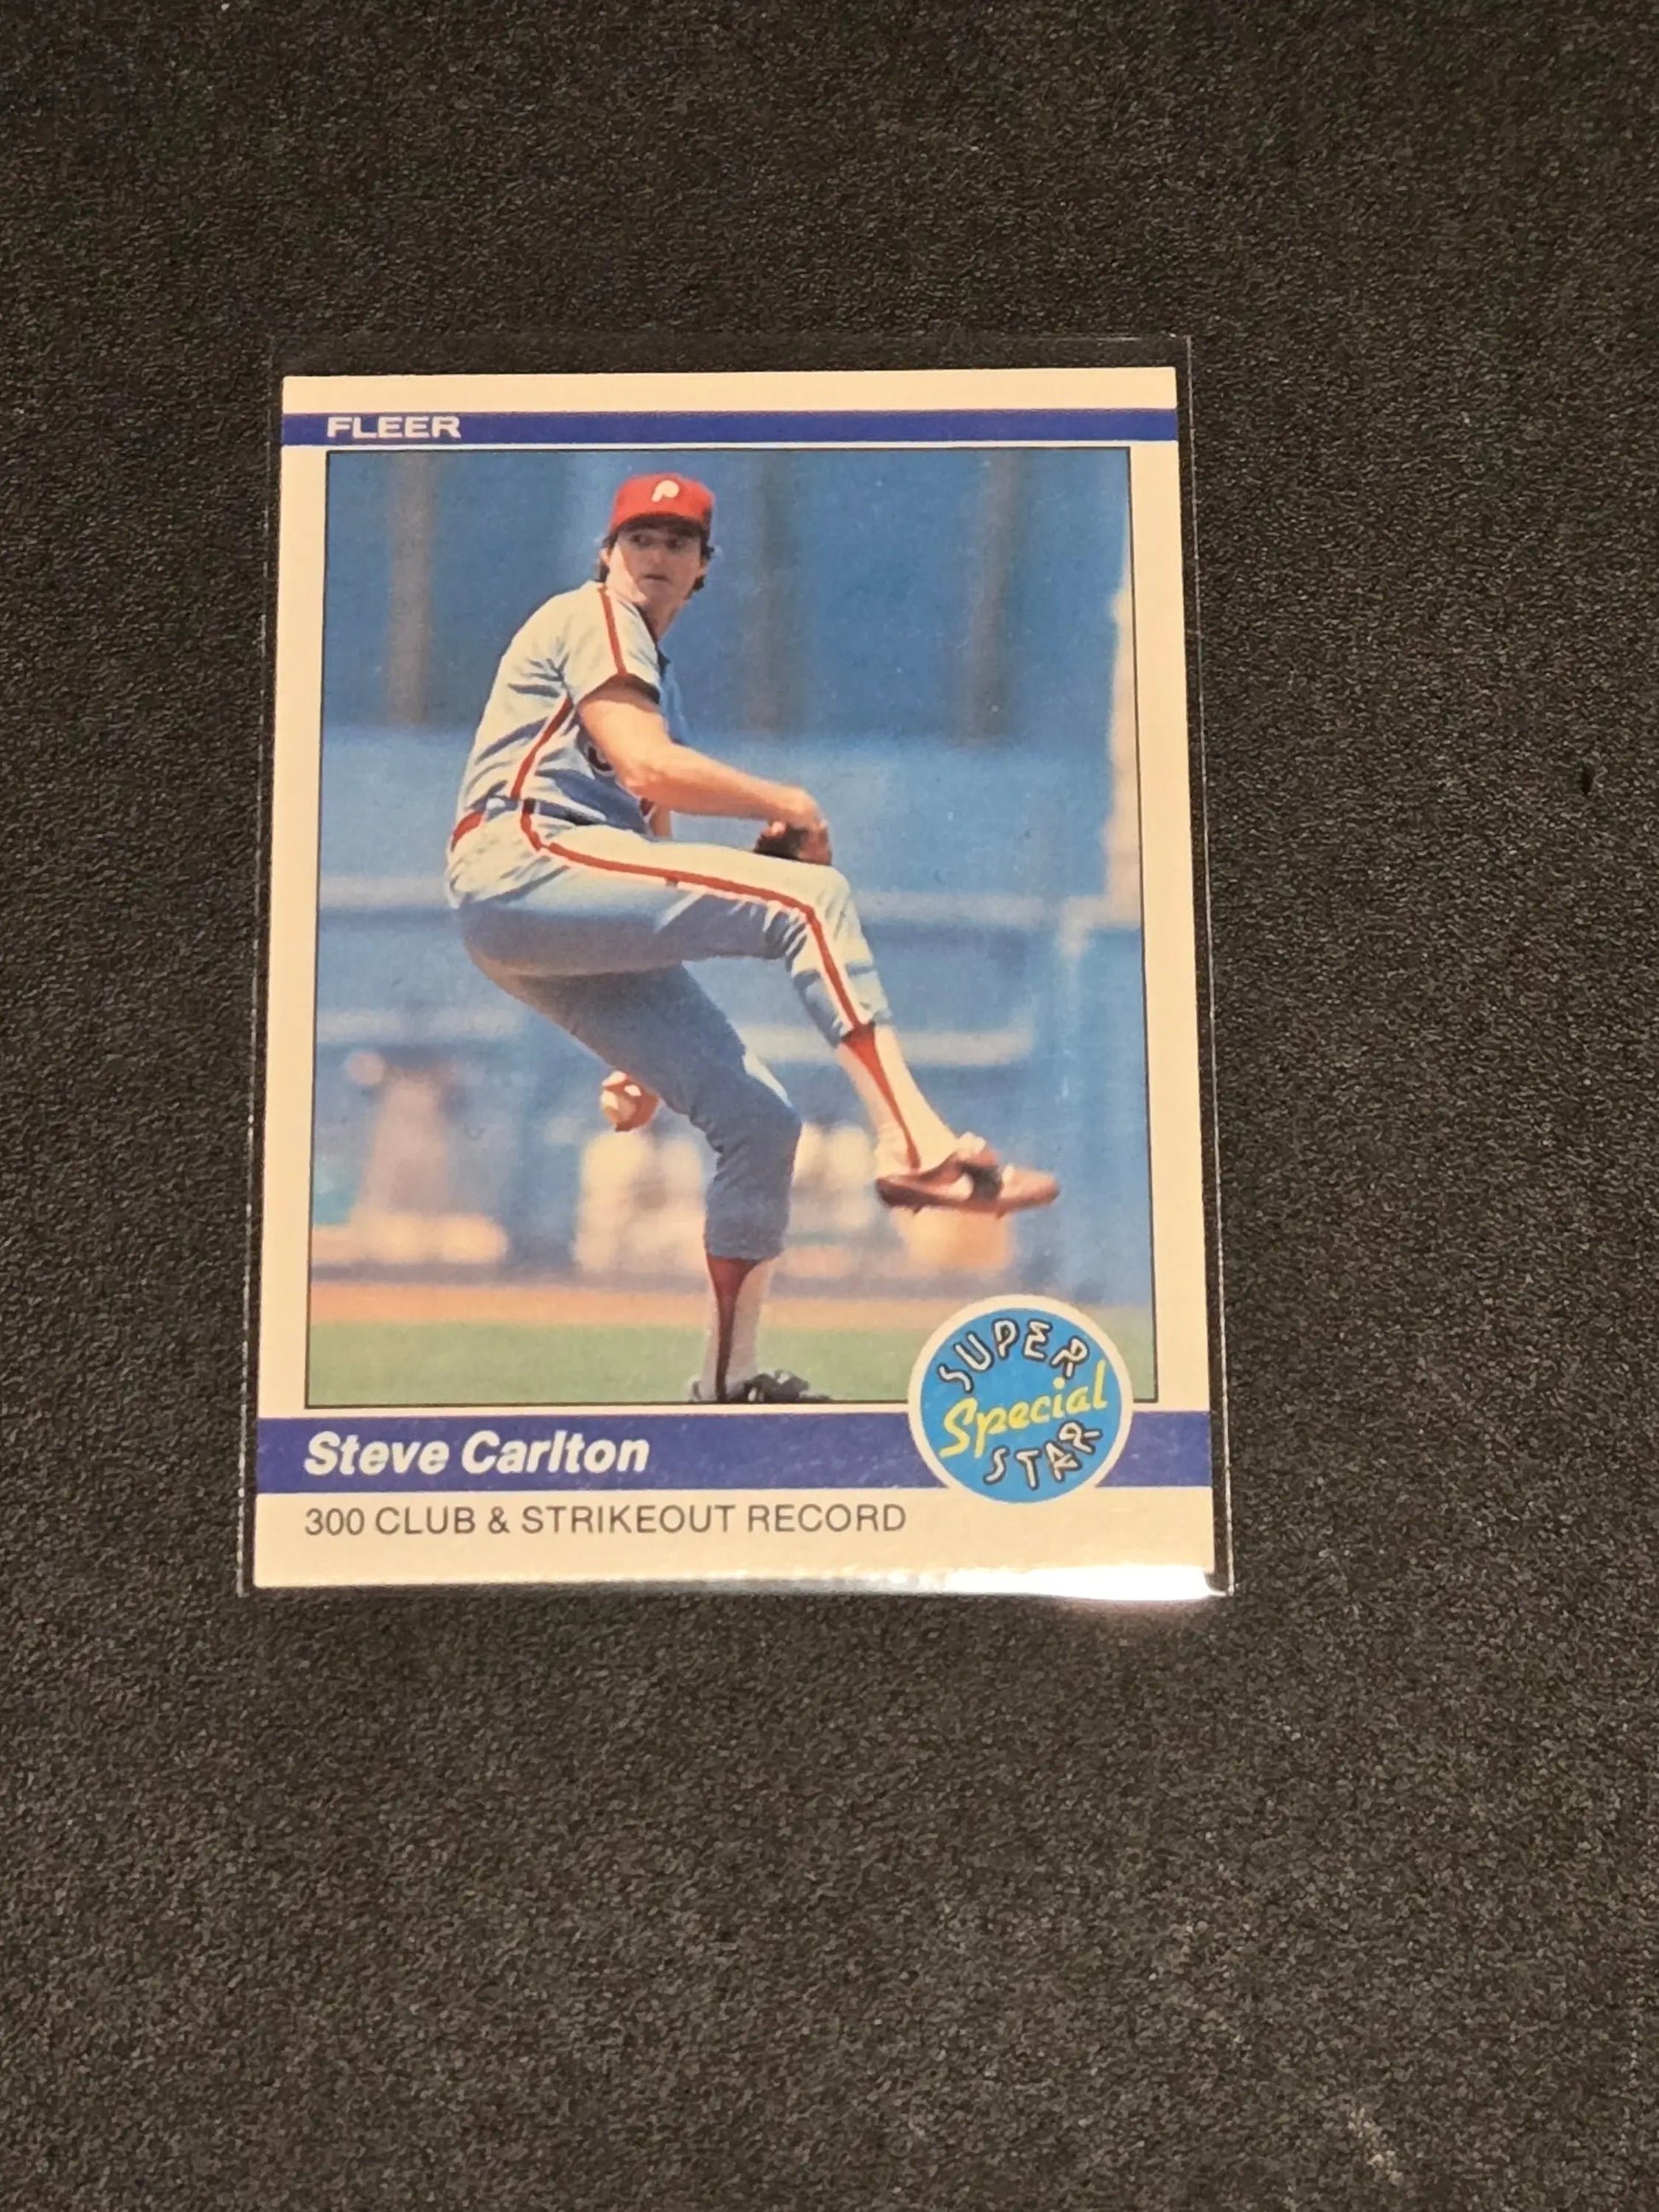 FLEER
P
SUPER
Special
STAR
Steve Carlton
300 CLUB & STRIKEOUT RECORD